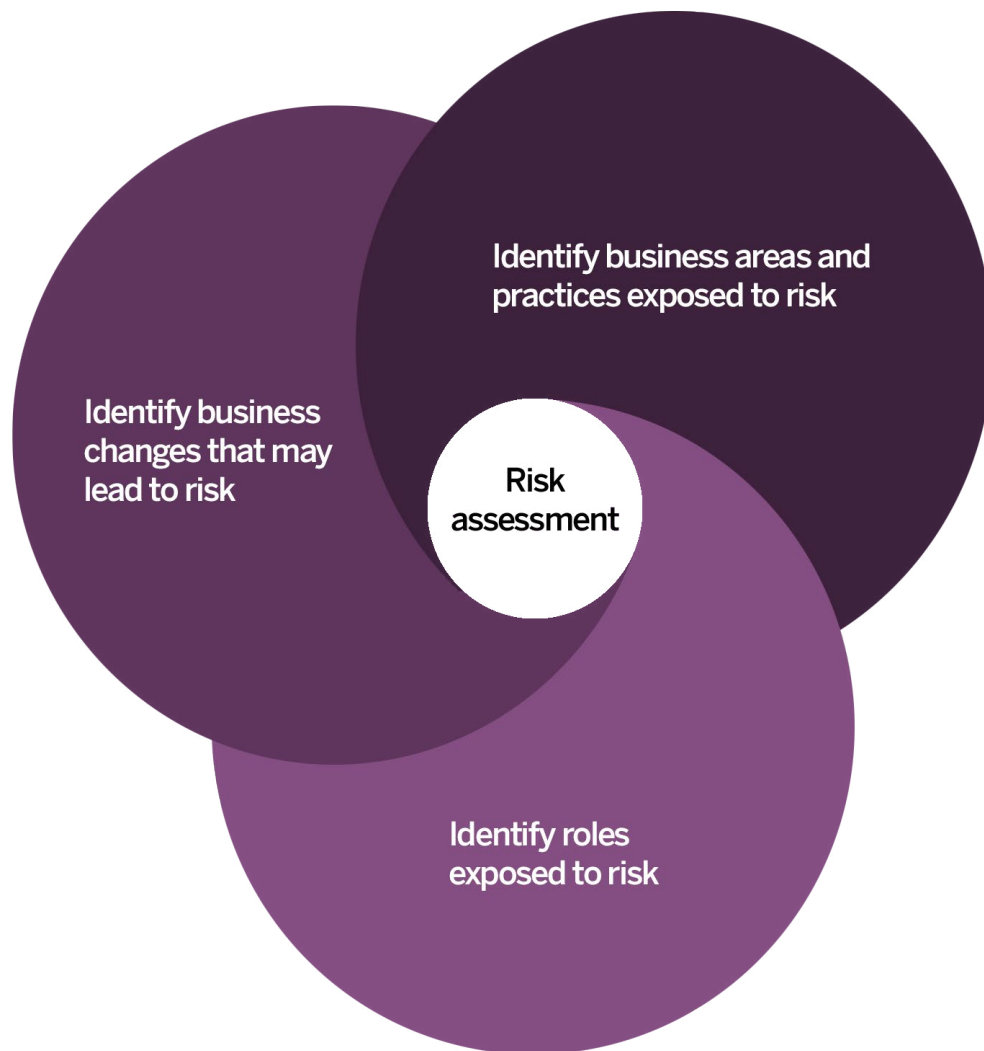 Identify business areas and
practices exposed to risk
Identify business
changes that may
lead to risk
Risk
assessment
Identify roles
exposed to risk